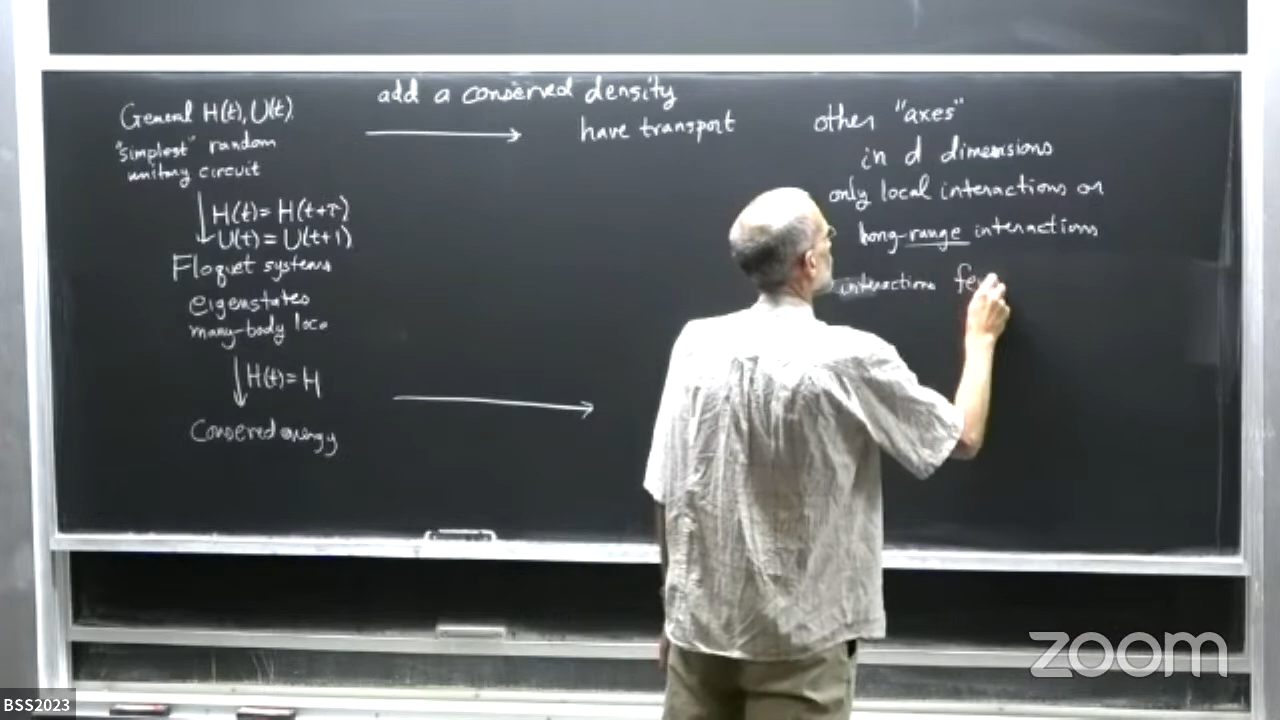 General H(t), U(t).
"simplest" random
unitary circuit
H(t) = H(t+τ)
U(t) = U(t+1)
Floquet systems
eigenstates
many-body loca
H(t) = H
Conserved energy
add a conserved density
have transport
other "axes"
in d dimensions
only local interactions or
long-range interactions
interactions fe
zoom
BSS2023